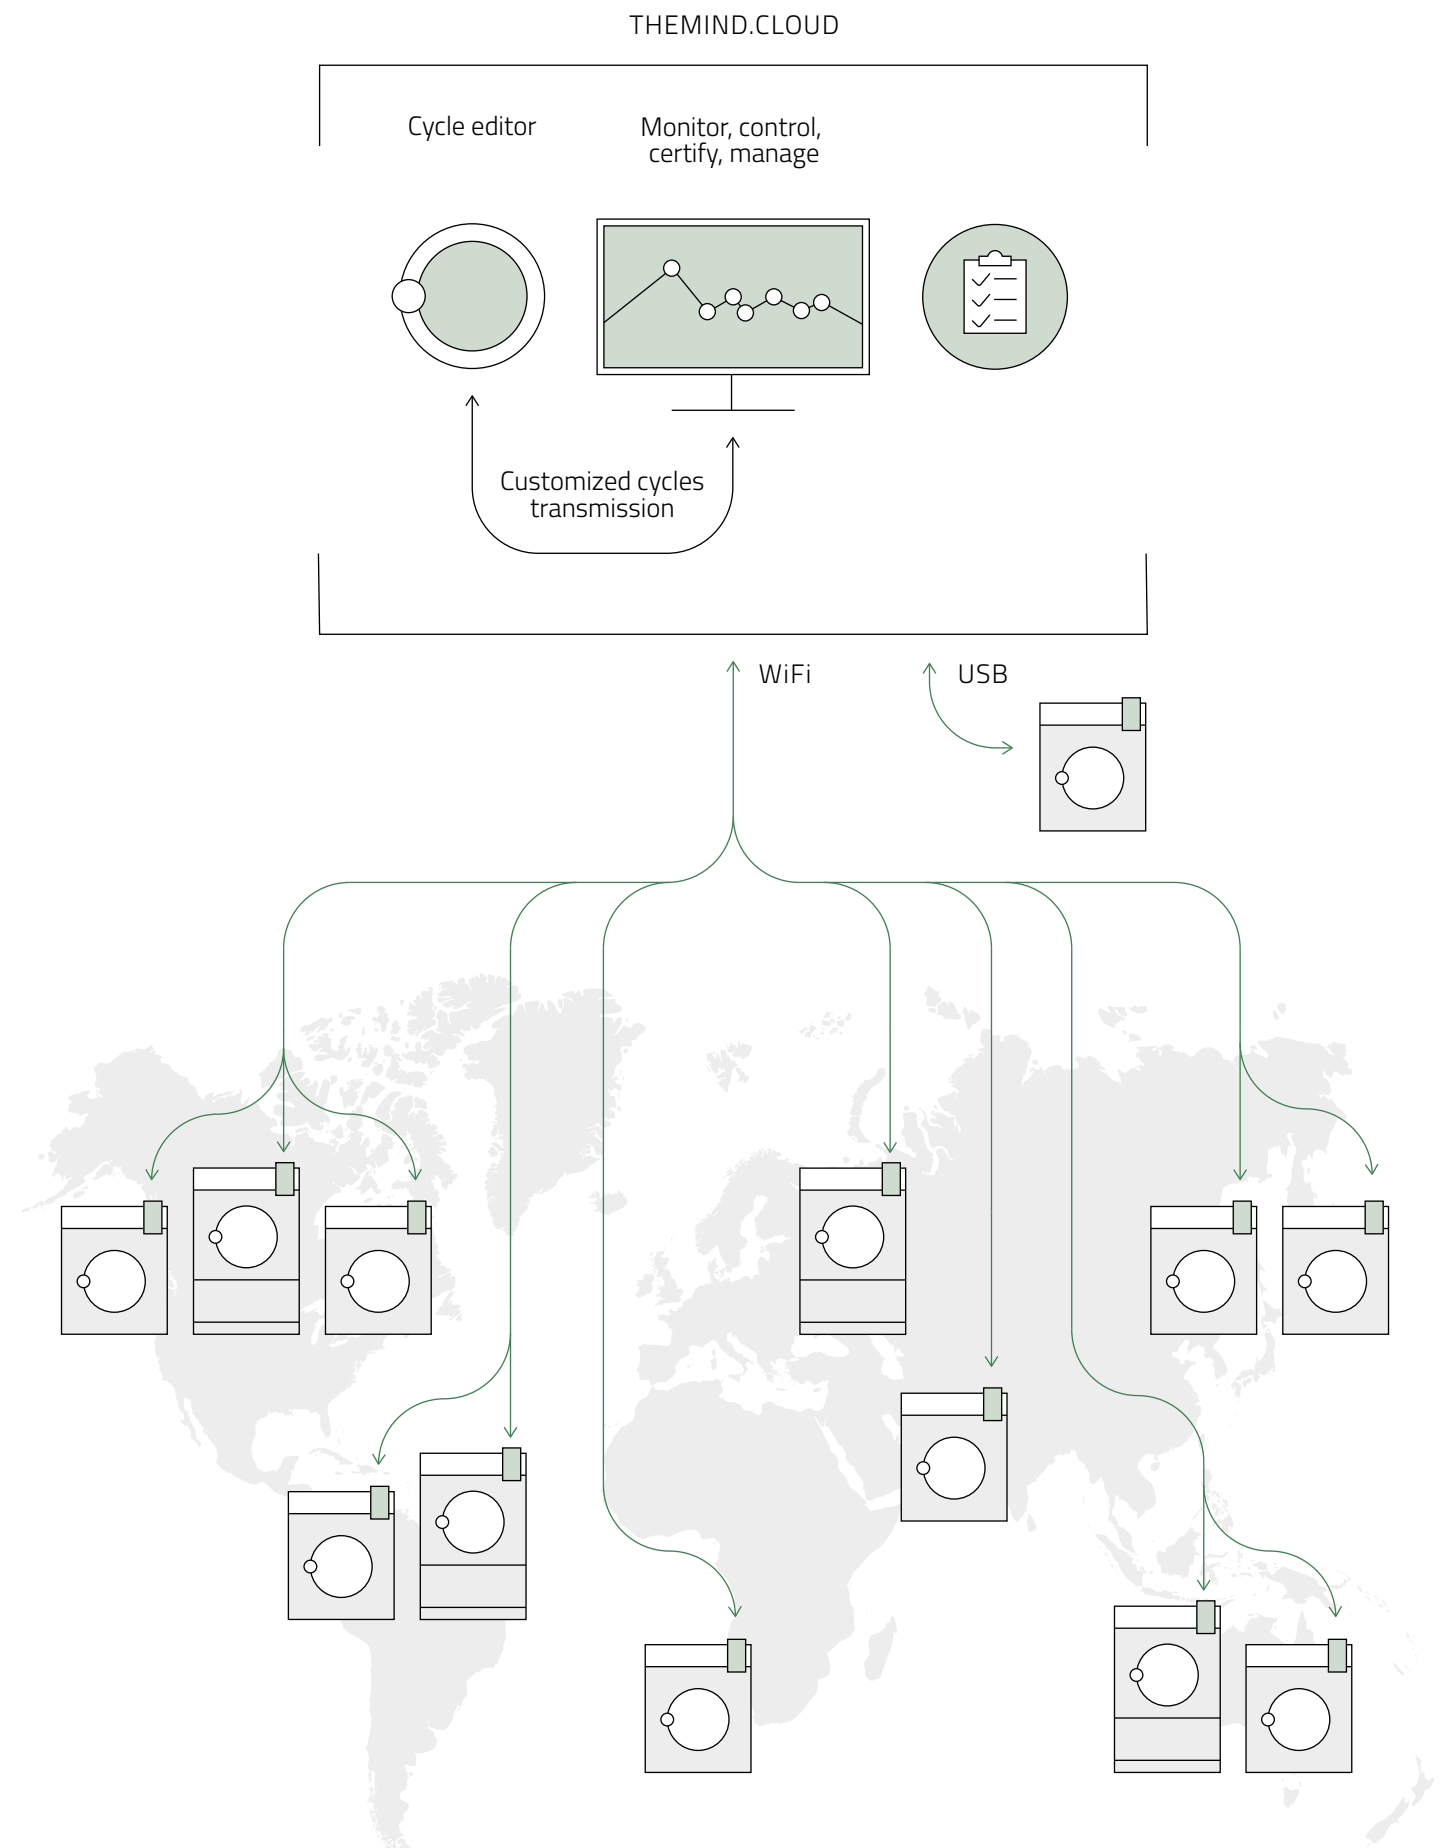 THEMIND.CLOUD
Cycle editor
Monitor, control,
certify, manage
Customized cycles
transmission
WiFi
USB